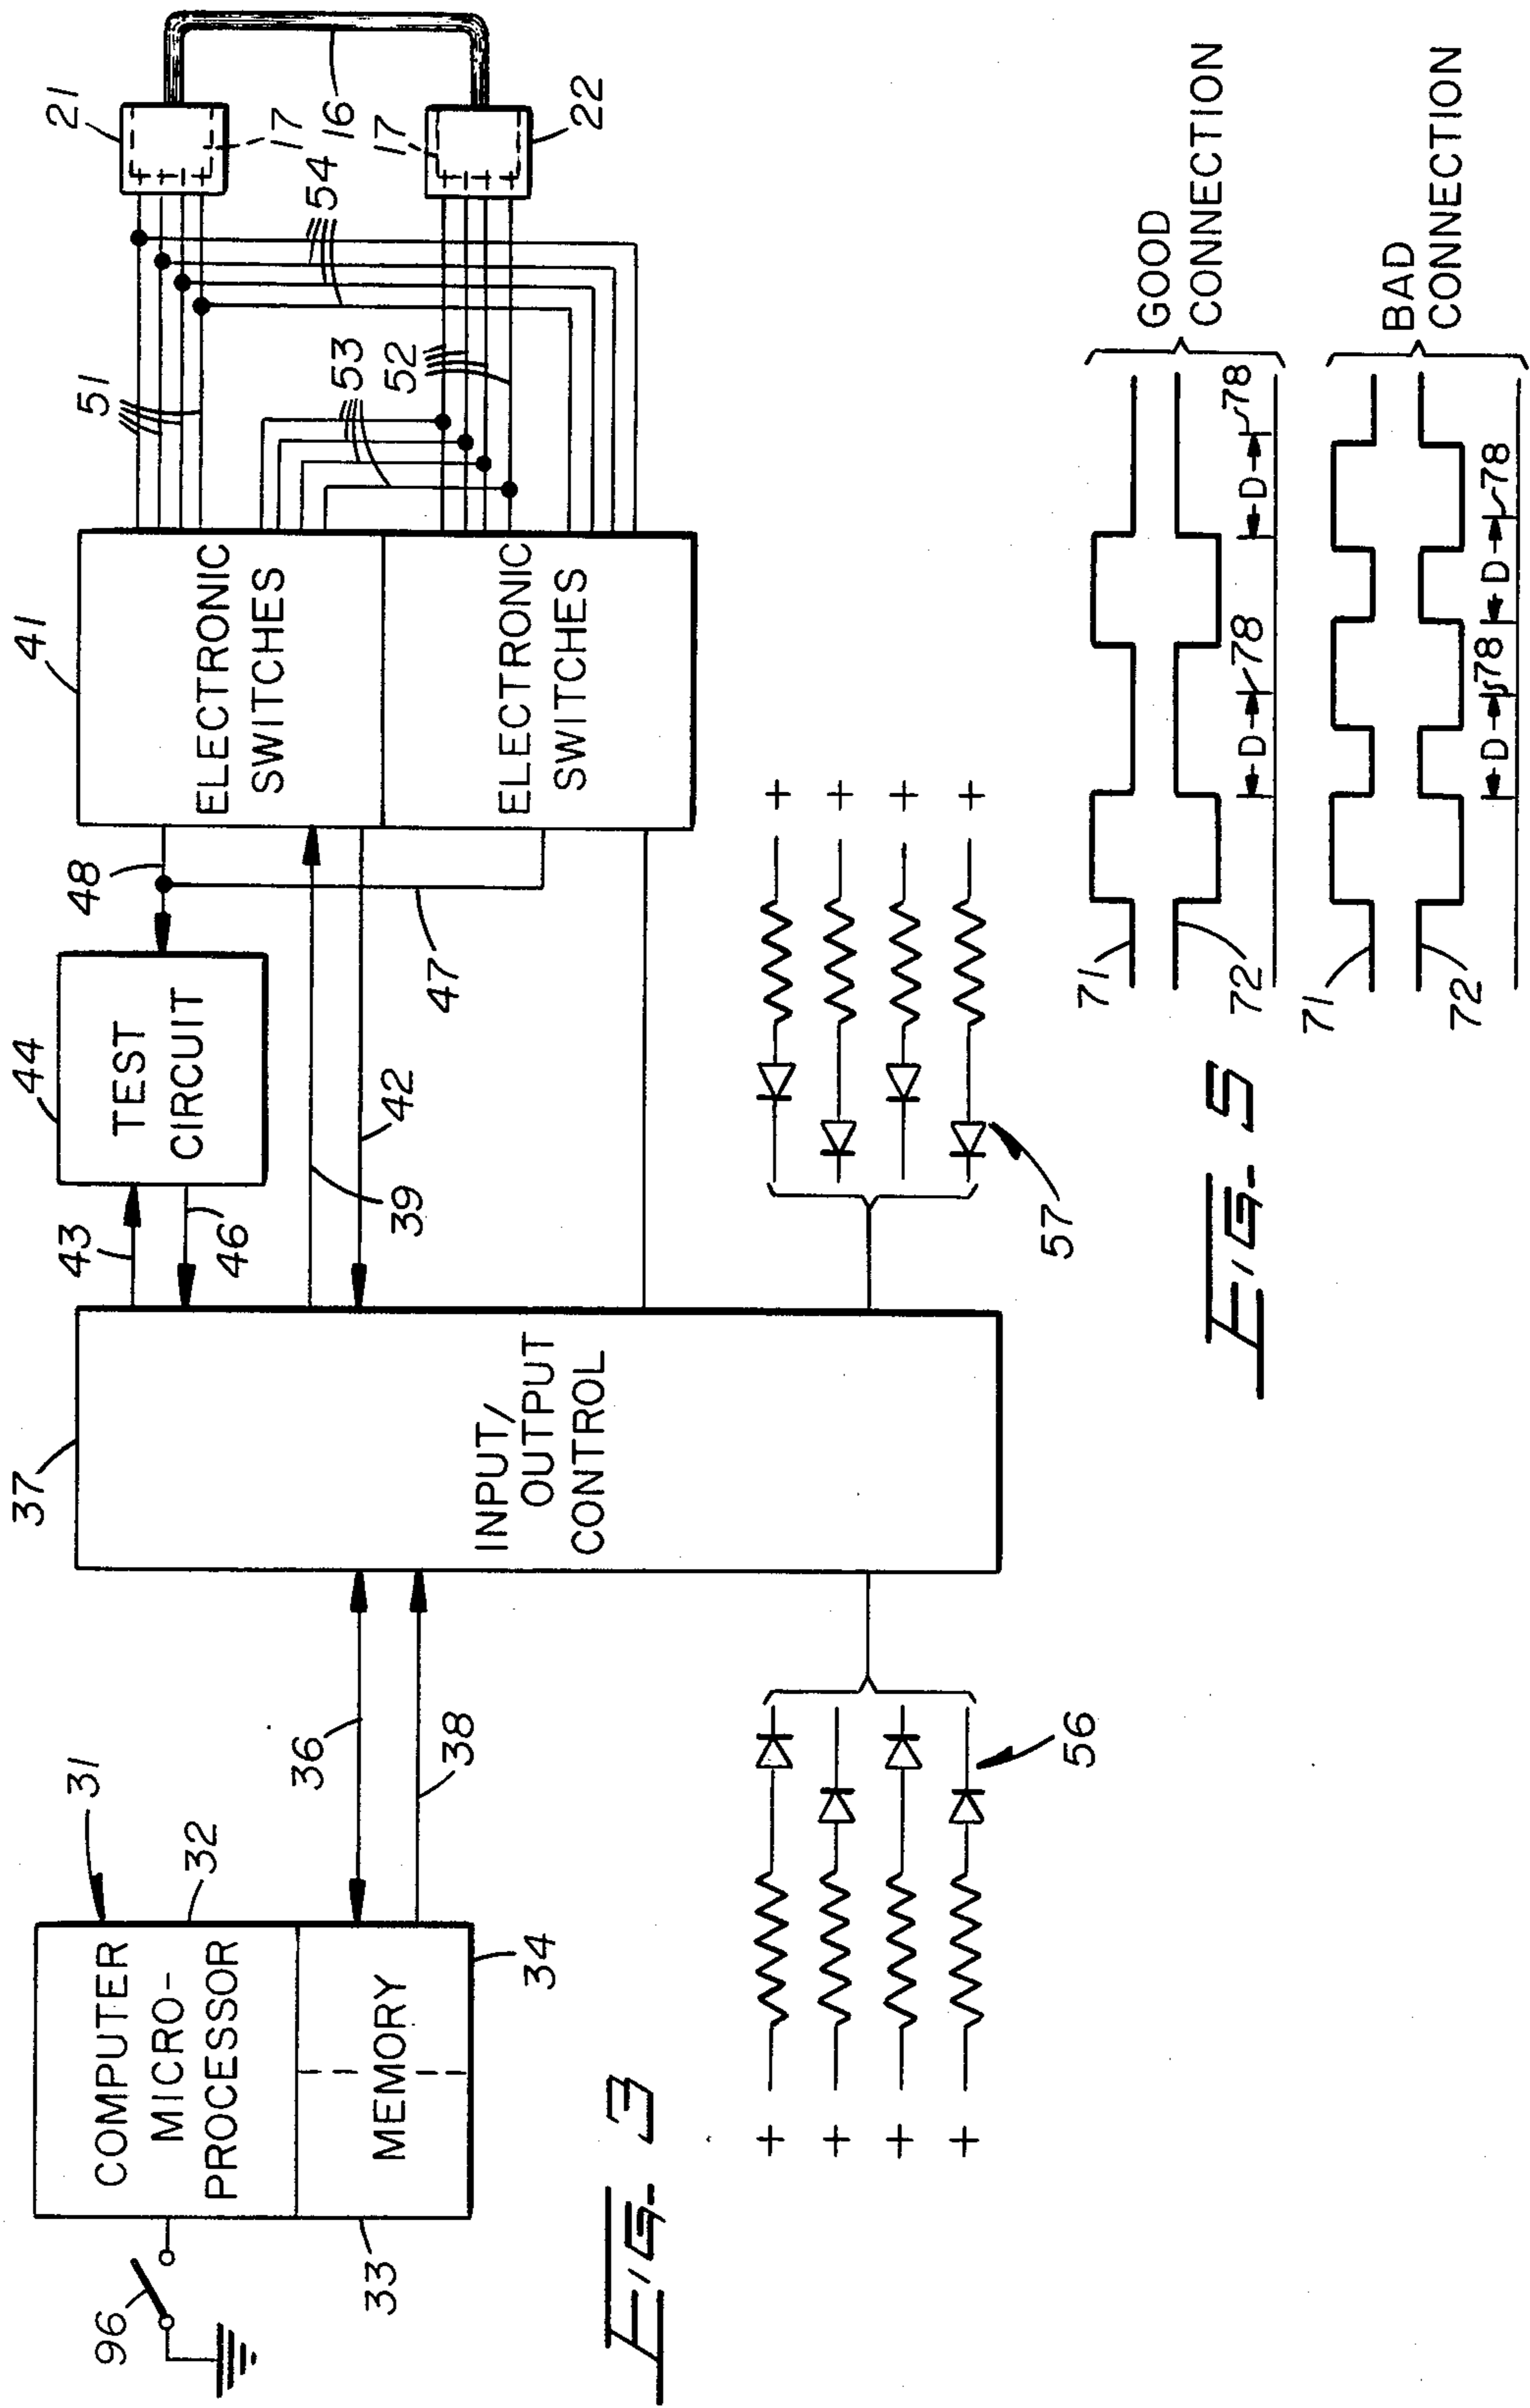 31
COMPUTER
MICRO-
PROCESSOR
32
MEMORY
33
34
96
36
38
37
INPUT/
OUTPUT
CONTROL
43
46
44
TEST
CIRCUIT
39
42
47
48
41
ELECTRONIC
SWITCHES
ELECTRONIC
SWITCHES
51
53
52
54
21
17
16
17
22
+
+
+
+
56
57
+
+
+
+
FIG. 3
71
72
D
78
D
78
GOOD
CONNECTION
71
72
D
78
D
78
BAD
CONNECTION
FIG. 5